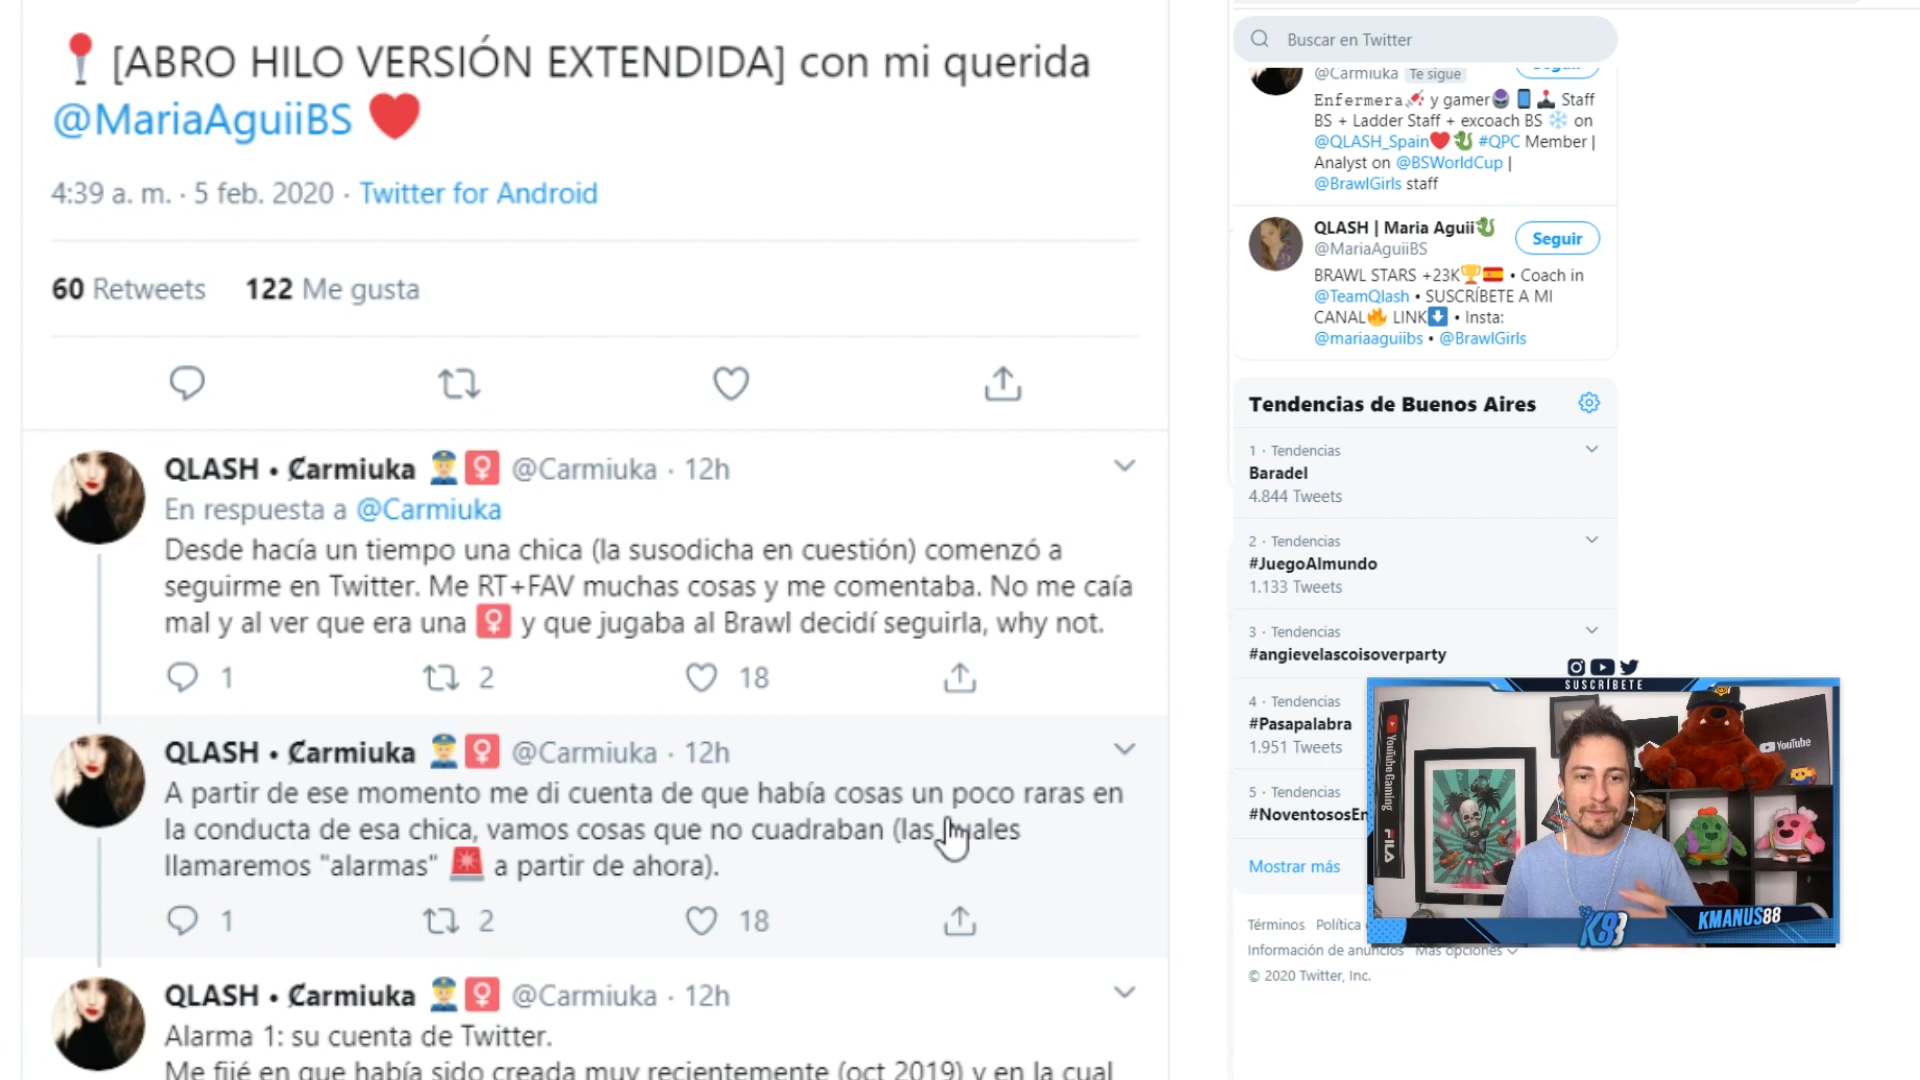 [ABRO HILO VERSIÓN EXTENDIDA] con mi querida
@MariaAguiiBS
4:39 a. m. · 5 feb. 2020 · Twitter for Android
60 Retweets 122 Me gusta
QLASH • Ȼarmiuka @Carmiuka · 12h
En respuesta a @Carmiuka
Desde hacía un tiempo una chica (la susodicha en cuestión) comenzó a
seguirme en Twitter. Me RT+FAV muchas cosas y me comentaba. No me caía
mal y al ver que era una ♀ y que jugaba al Brawl decidí seguirla, why not.
1 2 18
QLASH • Ȼarmiuka @Carmiuka · 12h
A partir de ese momento me di cuenta de que había cosas un poco raras en
la conducta de esa chica, vamos cosas que no cuadraban (las cuales
llamaremos "alarmas" a partir de ahora).
1 2 18
QLASH • Ȼarmiuka @Carmiuka · 12h
Alarma 1: su cuenta de Twitter.
Me fijé en que había sido creada muy recientemente (oct 2019) y en la cual
Buscar en Twitter
@Carmiuka Te sigue
Seguir
Enfermera y gamer Staff
BS + Ladder Staff + excoach BS on
@QLASH_Spain #QPC Member |
Analyst on @BSWorldCup |
@BrawlGirls staff
QLASH | Maria Aguii
@MariaAguiiBS
Seguir
BRAWL STARS +23K • Coach in
@TeamQlash • SUSCRÍBETE A MI
CANAL LINK • Insta:
@mariaaguiibs • @BrawlGirls
Tendencias de Buenos Aires
1 · Tendencias
Baradel
4.844 Tweets
2 · Tendencias
#JuegoAlmundo
1.133 Tweets
3 · Tendencias
#angievelascoisoverparty
4 · Tendencias
#Pasapalabra
1.951 Tweets
5 · Tendencias
#NoventososEn
Mostrar más
Términos Política
Información de anuncios Más opciones
© 2020 Twitter, Inc.
SUSCRÍBETE
YouTube Gaming
FILA
YouTube
K88
KMANUS88